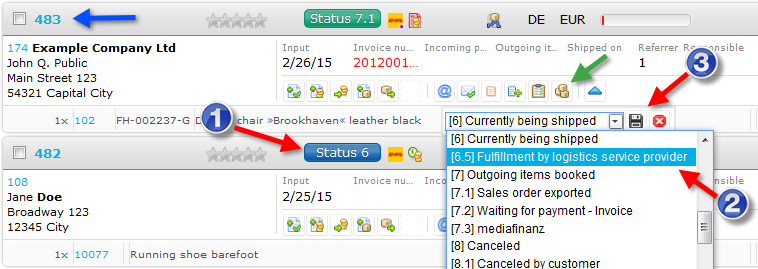 483 Status 7.1 DE EUR
174 Example Company Ltd
John Q. Public
Main Street 123
54321 Capital City
Input Invoice nu... Incoming p... Outgoing it... Shipped on Referrer Responsible
2/26/15 2012001... 1
3
1x 102 FH-002237-G chair »Brookhaven« leather black
[6] Currently being shipped
1
[6] Currently being shipped
[6.5] Fulfillment by logistics service provider
[7] Outgoing items booked
[7.1] Sales order exported
[7.2] Waiting for payment - Invoice
[7.3] mediafinanz
[8] Canceled
[8.1] Canceled by customer
2
482 Status 6
108
Jane Doe
Broadway 123
12345 City
Input Invoice nu... Inco
2/25/15
1x 10077 Running shoe barefoot